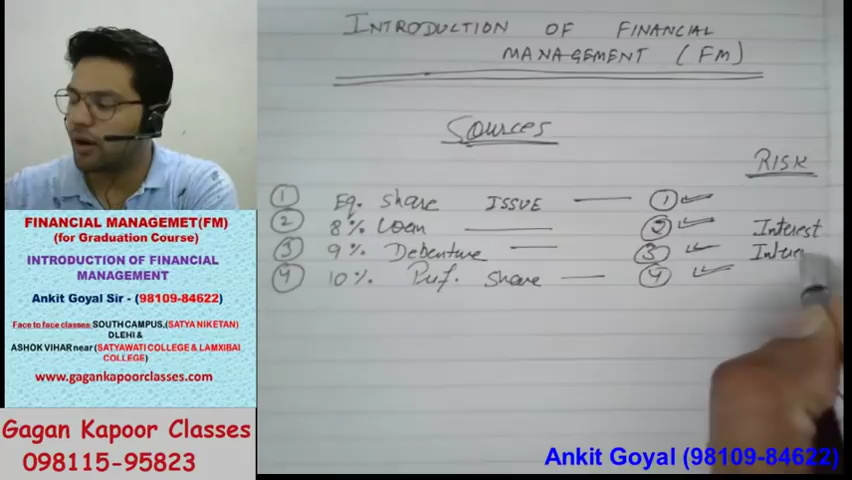 INTRODUCTION OF FINANCIAL
MANAGEMENT (FM)
Sources
RISK
① Eq. Share ISSUE — ①
② 8% Loan — ② Interest
③ 9% Debenture — ③ Intere
④ 10% Pref. Share — ④
FINANCIAL MANAGEMET(FM)
(for Graduation Course)
INTRODUCTION OF FINANCIAL
MANAGEMENT
Ankit Goyal Sir - (98109-84622)
Face to face classes SOUTH CAMPUS,(SATYA NIKETAN)
DLEHI &
ASHOK VIHAR near (SATYAWATI COLLEGE & LAMXIBAI
COLLEGE)
www.gagankapoorclasses.com
Gagan Kapoor Classes
098115-95823
Ankit Goyal (98109-84622)